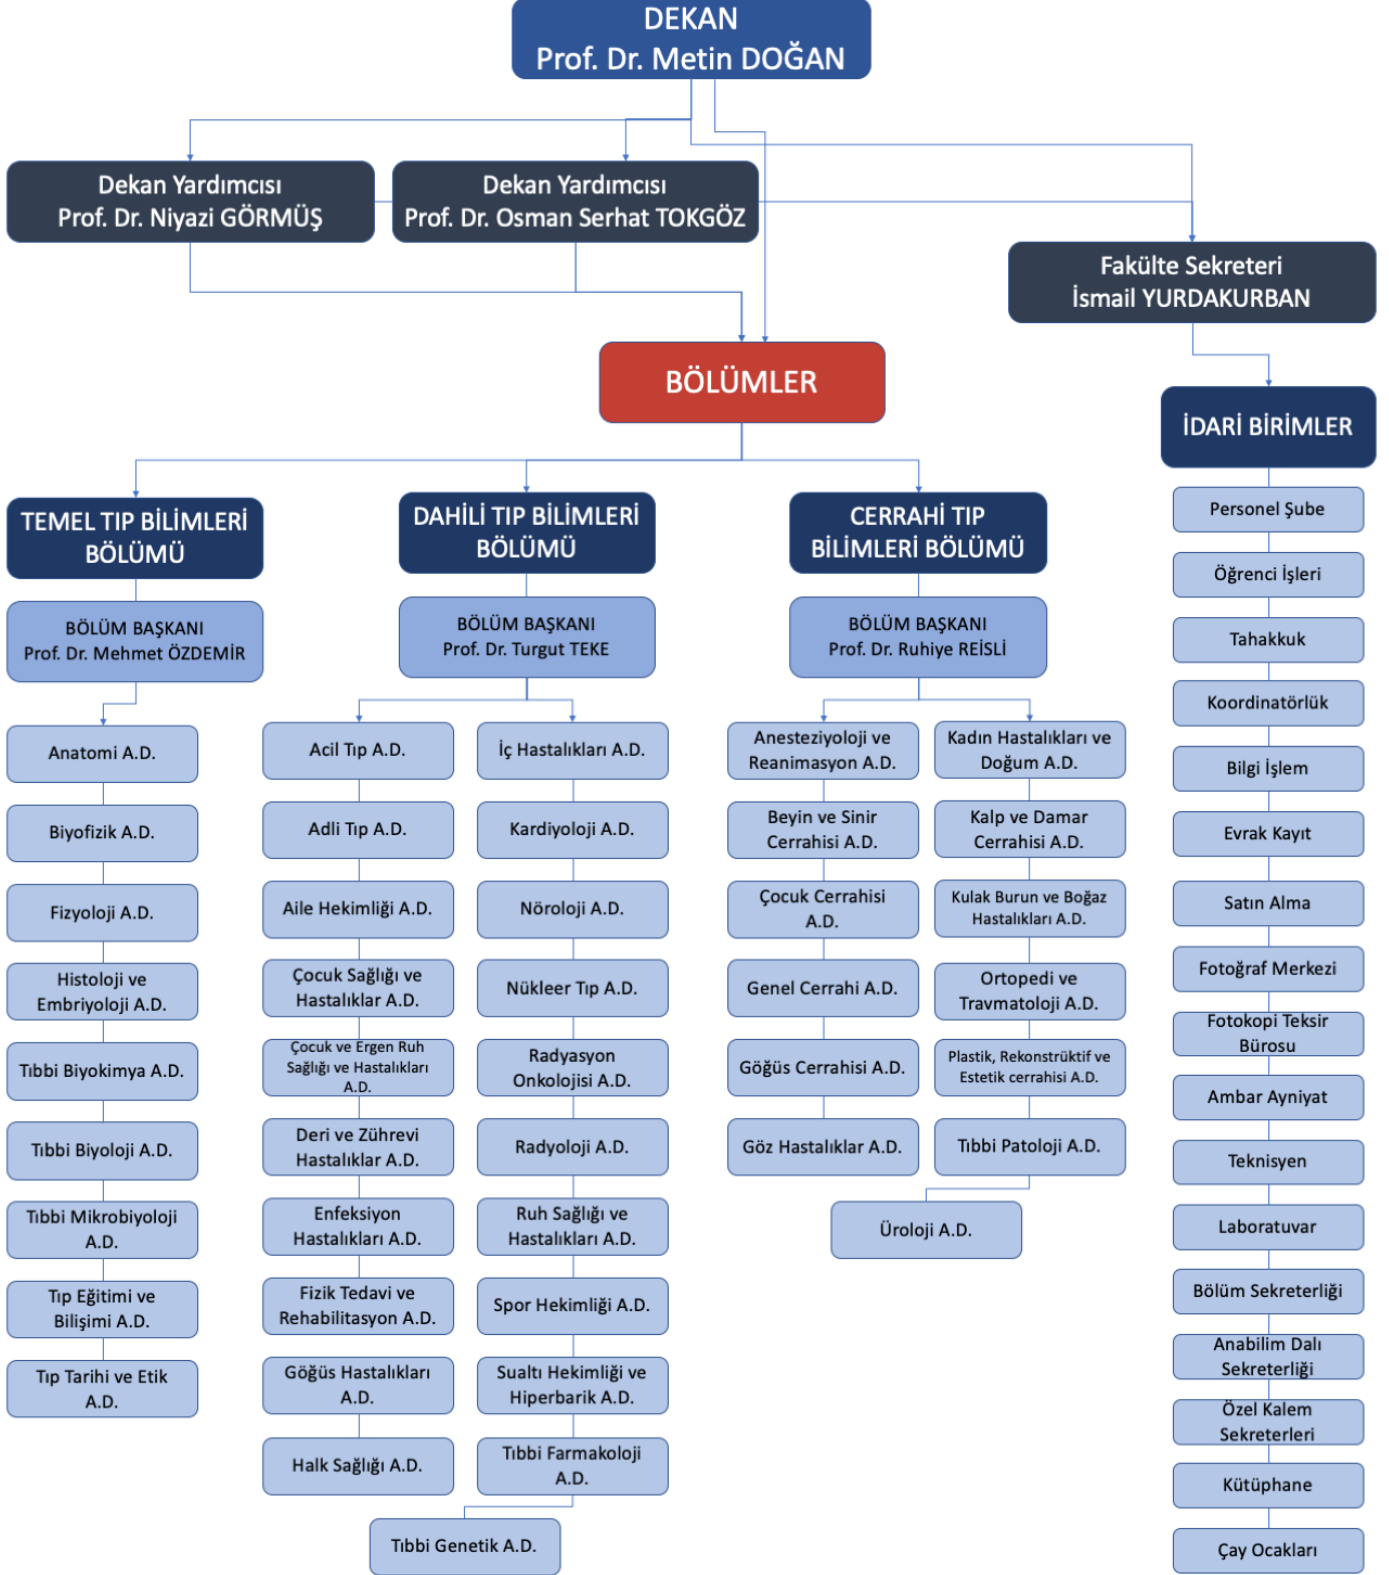 DEKAN
Prof. Dr. Metin DOĞAN
Dekan Yardımcısı
Prof. Dr. Niyazi GÖRMÜŞ
Dekan Yardımcısı
Prof. Dr. Osman Serhat TOKGÖZ
Fakülte Sekreteri
İsmail YURDAKURBAN
BÖLÜMLER
TEMEL TIP BİLİMLERİ
BÖLÜMÜ
BÖLÜM BAŞKANI
Prof. Dr. Mehmet ÖZDEMİR
Anatomi A.D.
Biyofizik A.D.
Fizyoloji A.D.
Histoloji ve
Embriyoloji A.D.
Tıbbi Biyokimya A.D.
Tıbbi Biyoloji A.D.
Tıbbi Mikrobiyoloji
A.D.
Tıp Eğitimi ve
Bilişimi A.D.
Tıp Tarihi ve Etik
A.D.
DAHİLİ TIP BİLİMLERİ
BÖLÜMÜ
BÖLÜM BAŞKANI
Prof. Dr. Turgut TEKE
Acil Tıp A.D.
Adli Tıp A.D.
Aile Hekimliği A.D.
Çocuk Sağlığı ve
Hastalıklar A.D.
Çocuk ve Ergen Ruh
Sağlığı ve Hastalıkları
A.D.
Deri ve Zührevi
Hastalıklar A.D.
Enfeksiyon
Hastalıkları A.D.
Fizik Tedavi ve
Rehabilitasyon A.D.
Göğüs Hastalıkları
A.D.
Halk Sağlığı A.D.
İç Hastalıkları A.D.
Kardiyoloji A.D.
Nöroloji A.D.
Nükleer Tıp A.D.
Radyasyon
Onkolojisi A.D.
Radyoloji A.D.
Ruh Sağlığı ve
Hastalıkları A.D.
Spor Hekimliği A.D.
Sualtı Hekimliği ve
Hiperbarik A.D.
Tıbbi Farmakoloji
A.D.
Tıbbi Genetik A.D.
CERRAHİ TIP
BİLİMLERİ BÖLÜMÜ
BÖLÜM BAŞKANI
Prof. Dr. Ruhiye REİSLİ
Anesteziyoloji ve
Reanimasyon A.D.
Beyin ve Sinir
Cerrahisi A.D.
Çocuk Cerrahisi
A.D.
Genel Cerrahi A.D.
Göğüs Cerrahisi A.D.
Göz Hastalıklar A.D.
Kadın Hastalıkları ve
Doğum A.D.
Kalp ve Damar
Cerrahisi A.D.
Kulak Burun ve Boğaz
Hastalıkları A.D.
Ortopedi ve
Travmatoloji A.D.
Plastik, Rekonstrüktif ve
Estetik cerrahisi A.D.
Tıbbi Patoloji A.D.
Üroloji A.D.
İDARİ BİRİMLER
Personel Şube
Öğrenci İşleri
Tahakkuk
Koordinatörlük
Bilgi İşlem
Evrak Kayıt
Satın Alma
Fotoğraf Merkezi
Fotokopi Teksir
Bürosu
Ambar Ayniyat
Teknisyen
Laboratuvar
Bölüm Sekreterliği
Anabilim Dalı
Sekreterliği
Özel Kalem
Sekreterleri
Kütüphane
Çay Ocakları